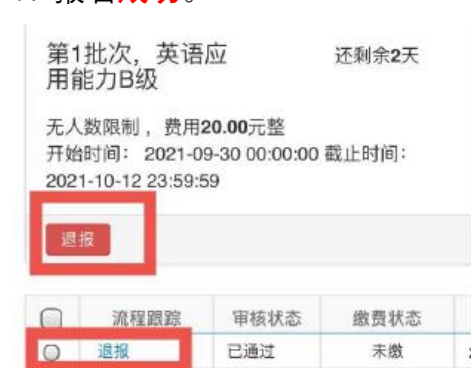 成功。
第1批次，英语应
用能力B级
还剩余2天
无人数限制，费用20.00元整
开始时间： 2021-09-30 00:00:00 截止时间：
2021-10-12 23:59:59
退报
流程跟踪 审核状态 缴费状态
退报 已通过 未缴